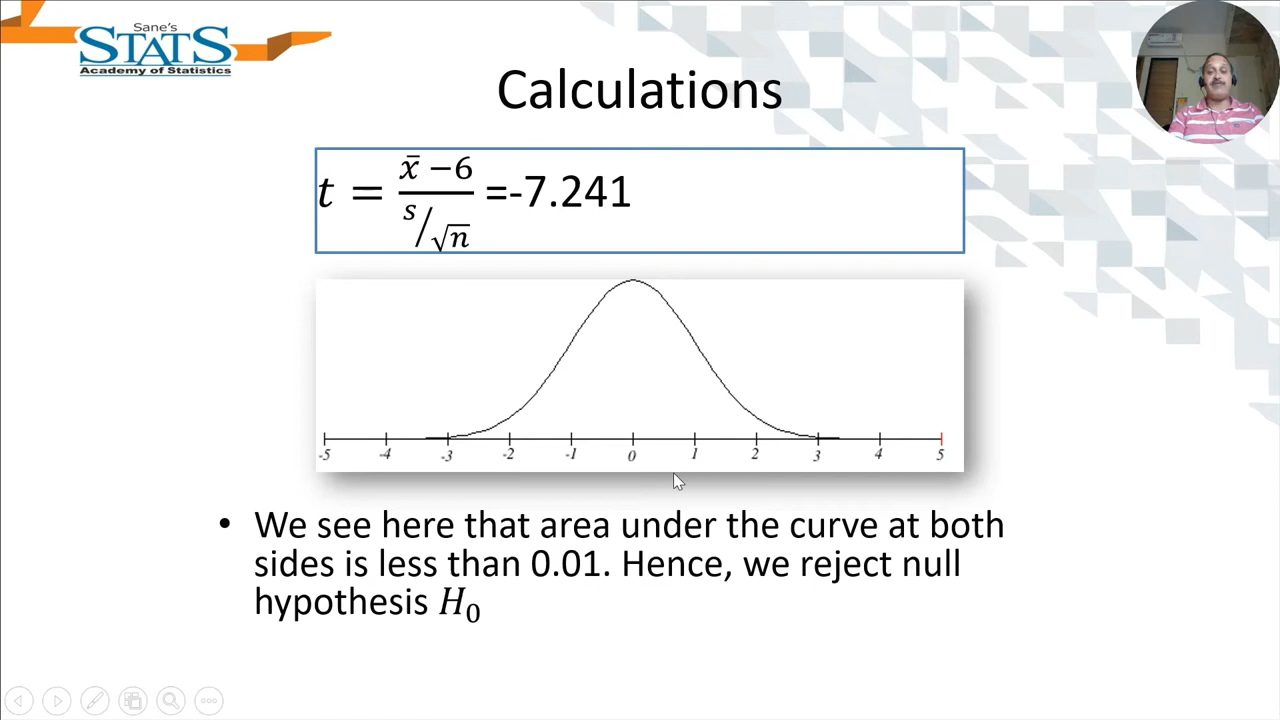 Sane's
STATS
Academy of Statistics
Calculations
t = (x̄ − 6) / (s/√n) =-7.241
-5 -4 -3 -2 -1 0 1 2 3 4 5
• We see here that area under the curve at both
sides is less than 0.01. Hence, we reject null
hypothesis H₀